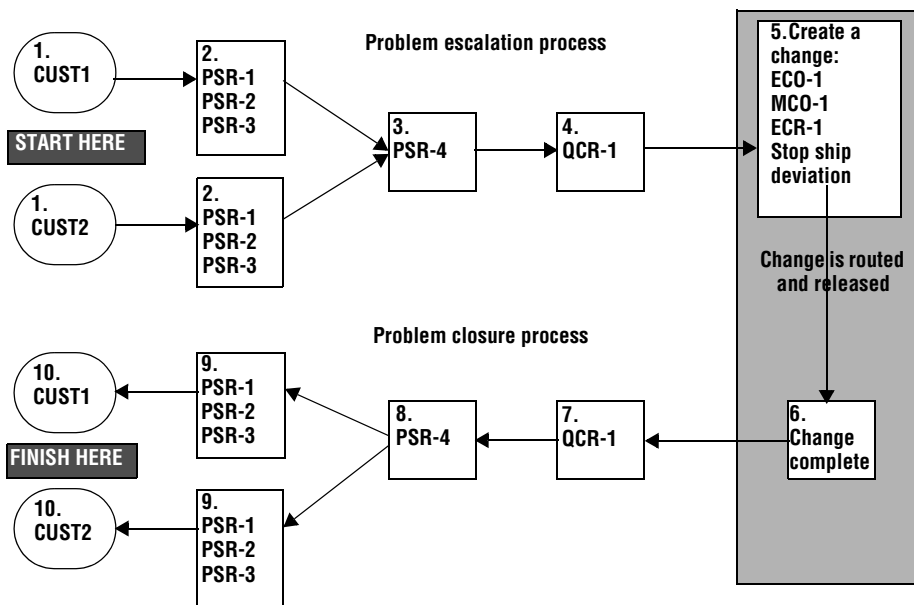 1.
CUST1
2.
PSR-1
PSR-2
PSR-3
START HERE
1.
CUST2
2.
PSR-1
PSR-2
PSR-3
Problem escalation process
3.
PSR-4
4.
QCR-1
5.Create a
change:
ECO-1
MCO-1
ECR-1
Stop ship
deviation
Change is routed
and released
6.
Change
complete
Problem closure process
7.
QCR-1
8.
PSR-4
9.
PSR-1
PSR-2
PSR-3
10.
CUST1
FINISH HERE
9.
PSR-1
PSR-2
PSR-3
10.
CUST2